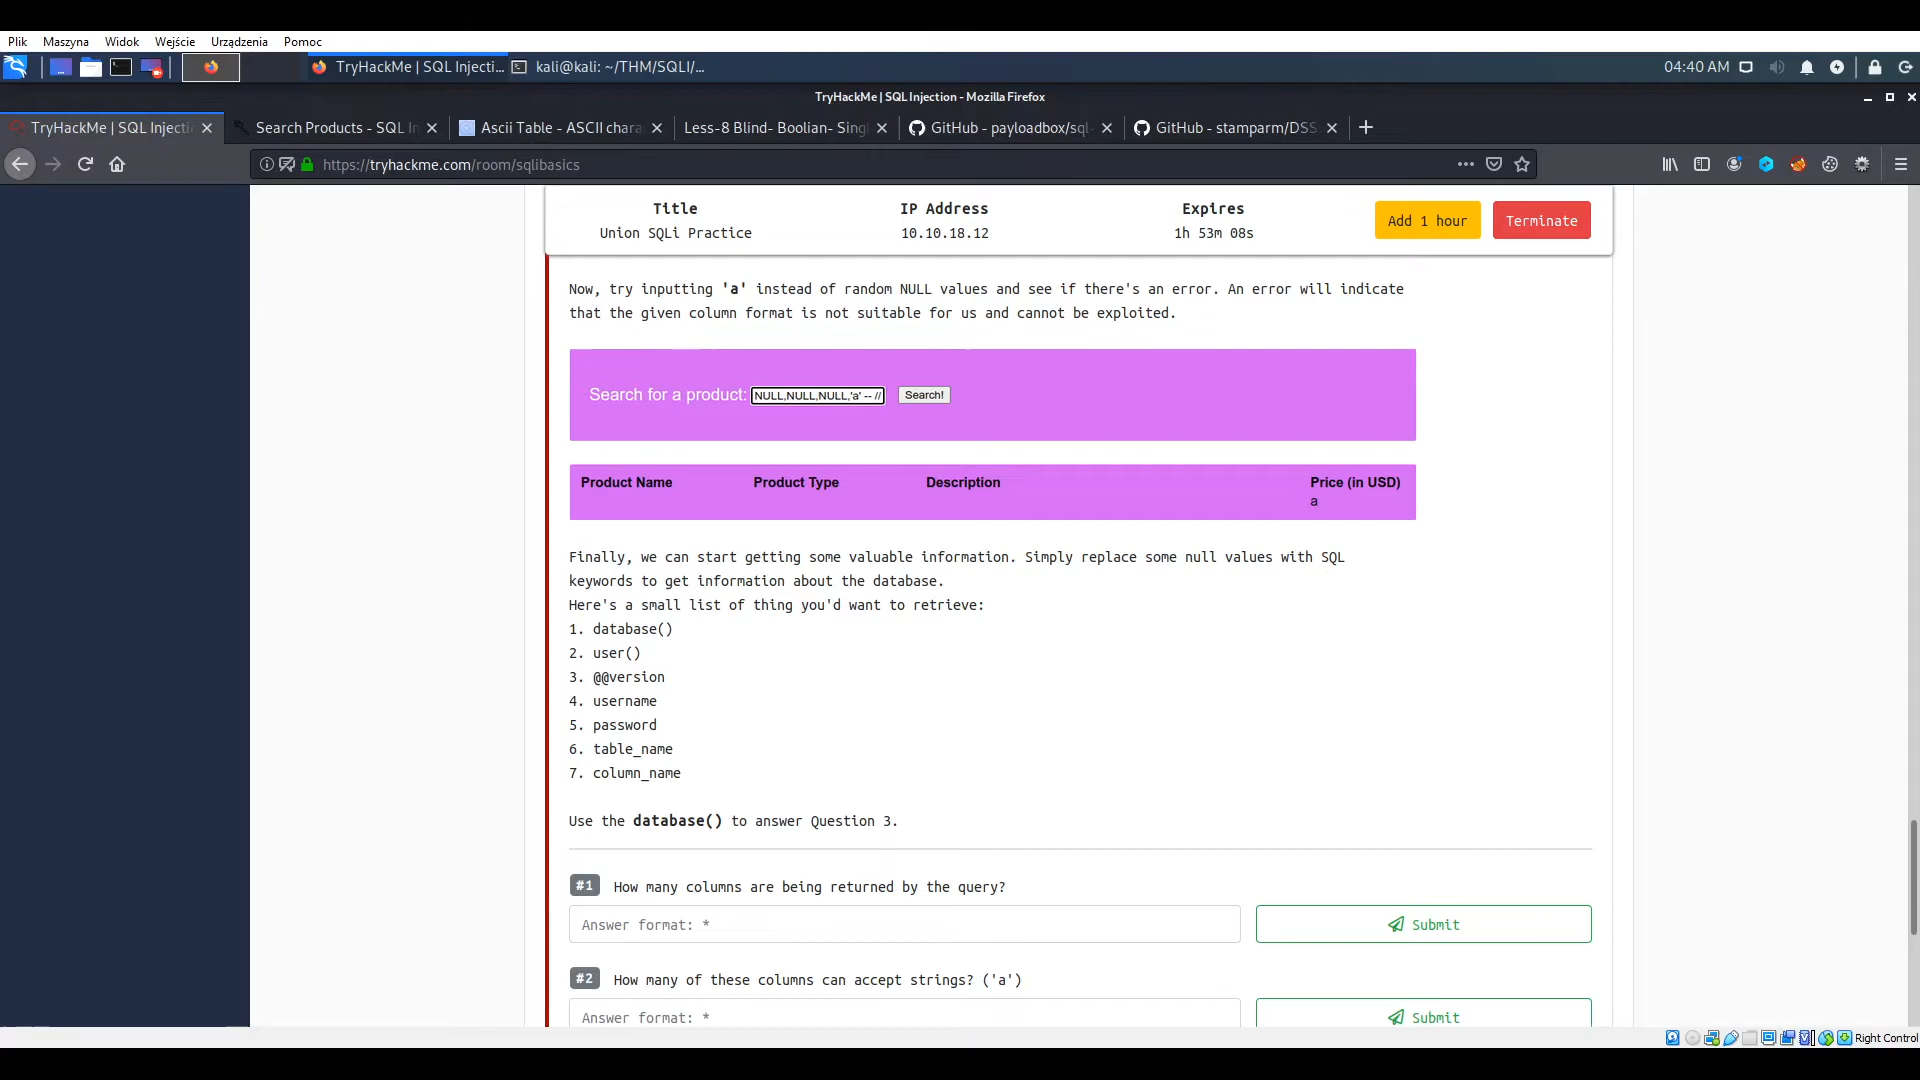 Plik Maszyna Widok Wejście Urządzenia Pomoc
TryHackMe | SQL Injecti... kali@kali: ~/THM/SQLI/... 04:40 AM
TryHackMe | SQL Injection - Mozilla Firefox
TryHackMe | SQL Injectio Search Products - SQL In Ascii Table - ASCII chara Less-8 Blind- Boolian- Sing GitHub - payloadbox/sql- GitHub - stamparm/DSS
https://tryhackme.com/room/sqlibasics
Title IP Address Expires
Union SQLi Practice 10.10.18.12 1h 53m 08s
Add 1 hour Terminate
Now, try inputting 'a' instead of random NULL values and see if there's an error. An error will indicate
that the given column format is not suitable for us and cannot be exploited.
Search for a product: NULL,NULL,NULL,'a' -- // Search!
Product Name Product Type Description Price (in USD)
a
Finally, we can start getting some valuable information. Simply replace some null values with SQL
keywords to get information about the database.
Here's a small list of thing you'd want to retrieve:
1. database()
2. user()
3. @@version
4. username
5. password
6. table_name
7. column_name
Use the database() to answer Question 3.
#1 How many columns are being returned by the query?
Answer format: * Submit
#2 How many of these columns can accept strings? ('a')
Answer format: * Submit
Right Control